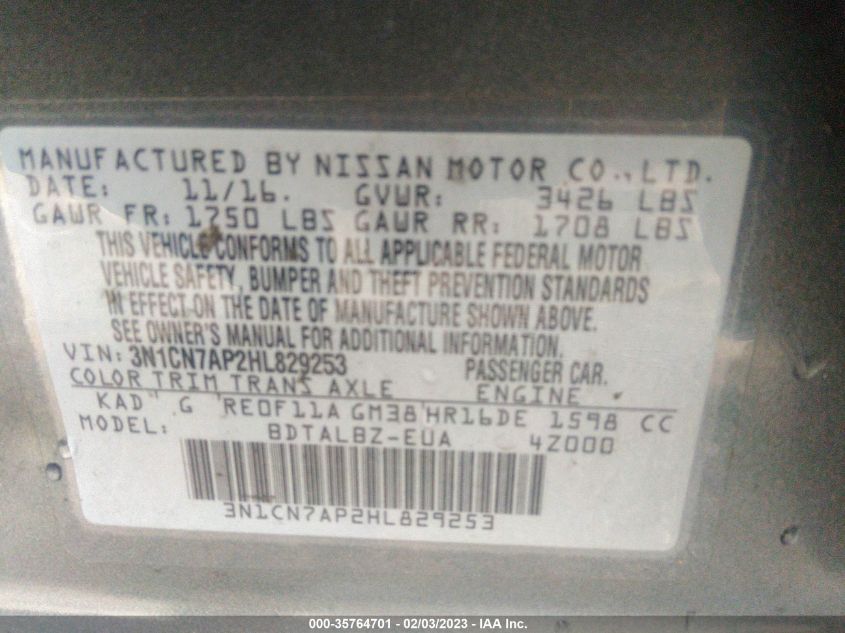 MANUFACTURED BY NISSAN MOTOR CO., LTD.
DATE: 11/16. GVWR: 3426 LBS
GAWR FR: 1750 LBS GAWR RR: 1708 LBS
THIS VEHICLE CONFORMS TO ALL APPLICABLE FEDERAL MOTOR
VEHICLE SAFETY, BUMPER AND THEFT PREVENTION STANDARDS
IN EFFECT ON THE DATE OF MANUFACTURE SHOWN ABOVE.
SEE OWNER'S MANUAL FOR ADDITIONAL INFORMATION.
VIN: 3N1CN7AP2HL829253 PASSENGER CAR.
COLOR TRIM TRANS AXLE ENGINE
KAD G RE0F11A GM38 HR16DE 1598 CC
MODEL: BDTALBZ-EUA 4Z000
3N1CN7AP2HL829253
000-35764701 - 02/03/2023 - IAA Inc.